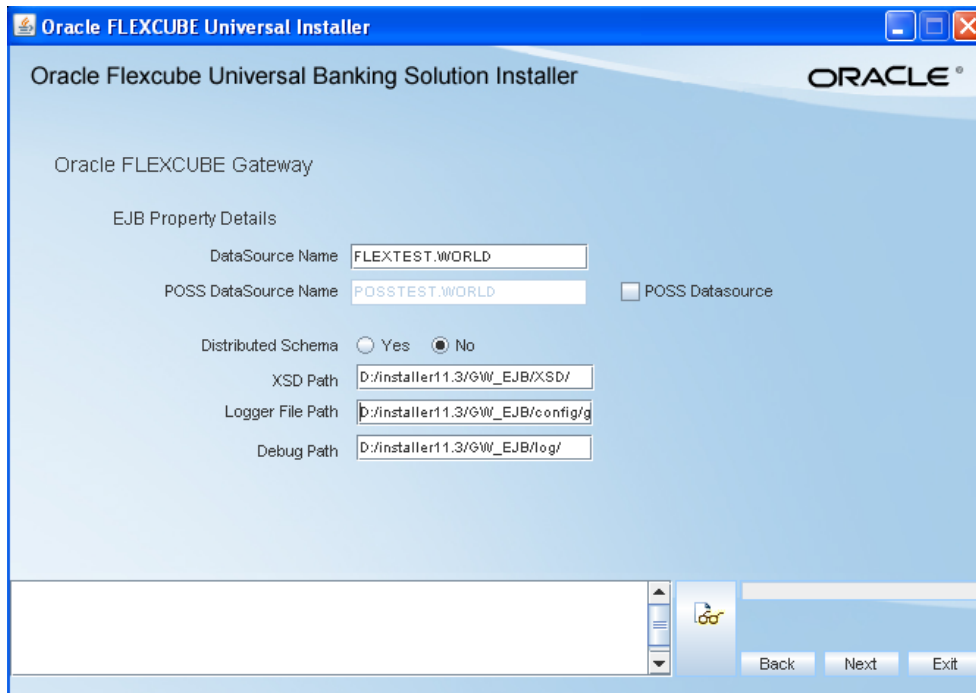 Oracle FLEXCUBE Universal Installer
Oracle Flexcube Universal Banking Solution Installer
ORACLE®
Oracle FLEXCUBE Gateway
EJB Property Details
DataSource Name FLEXTEST.WORLD
POSS DataSource Name POSSTEST.WORLD POSS Datasource
Distributed Schema Yes No
XSD Path D:/installer11.3/GW_EJB/XSD/
Logger File Path D:/installer11.3/GW_EJB/config/g
Debug Path D:/installer11.3/GW_EJB/log/
Back Next Exit